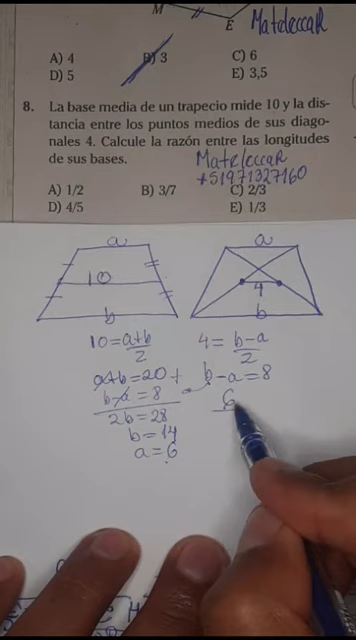 M
E
MateleccaR
A) 4
B) 3
C) 6
D) 5
E) 3,5
8. La base media de un trapecio mide 10 y la dis-
tancia entre los puntos medios de sus diago-
nales 4. Calcule la razón entre las longitudes
de sus bases.
MateleccaR
+51971327160
A) 1/2
B) 3/7
C) 2/3
D) 4/5
E) 1/3
a
10
b
a
4
b
10=a+b/2
4=b-a/2
a+b=20 +
b-a=8
b-a=8
2b=28
6
b=14
a=6